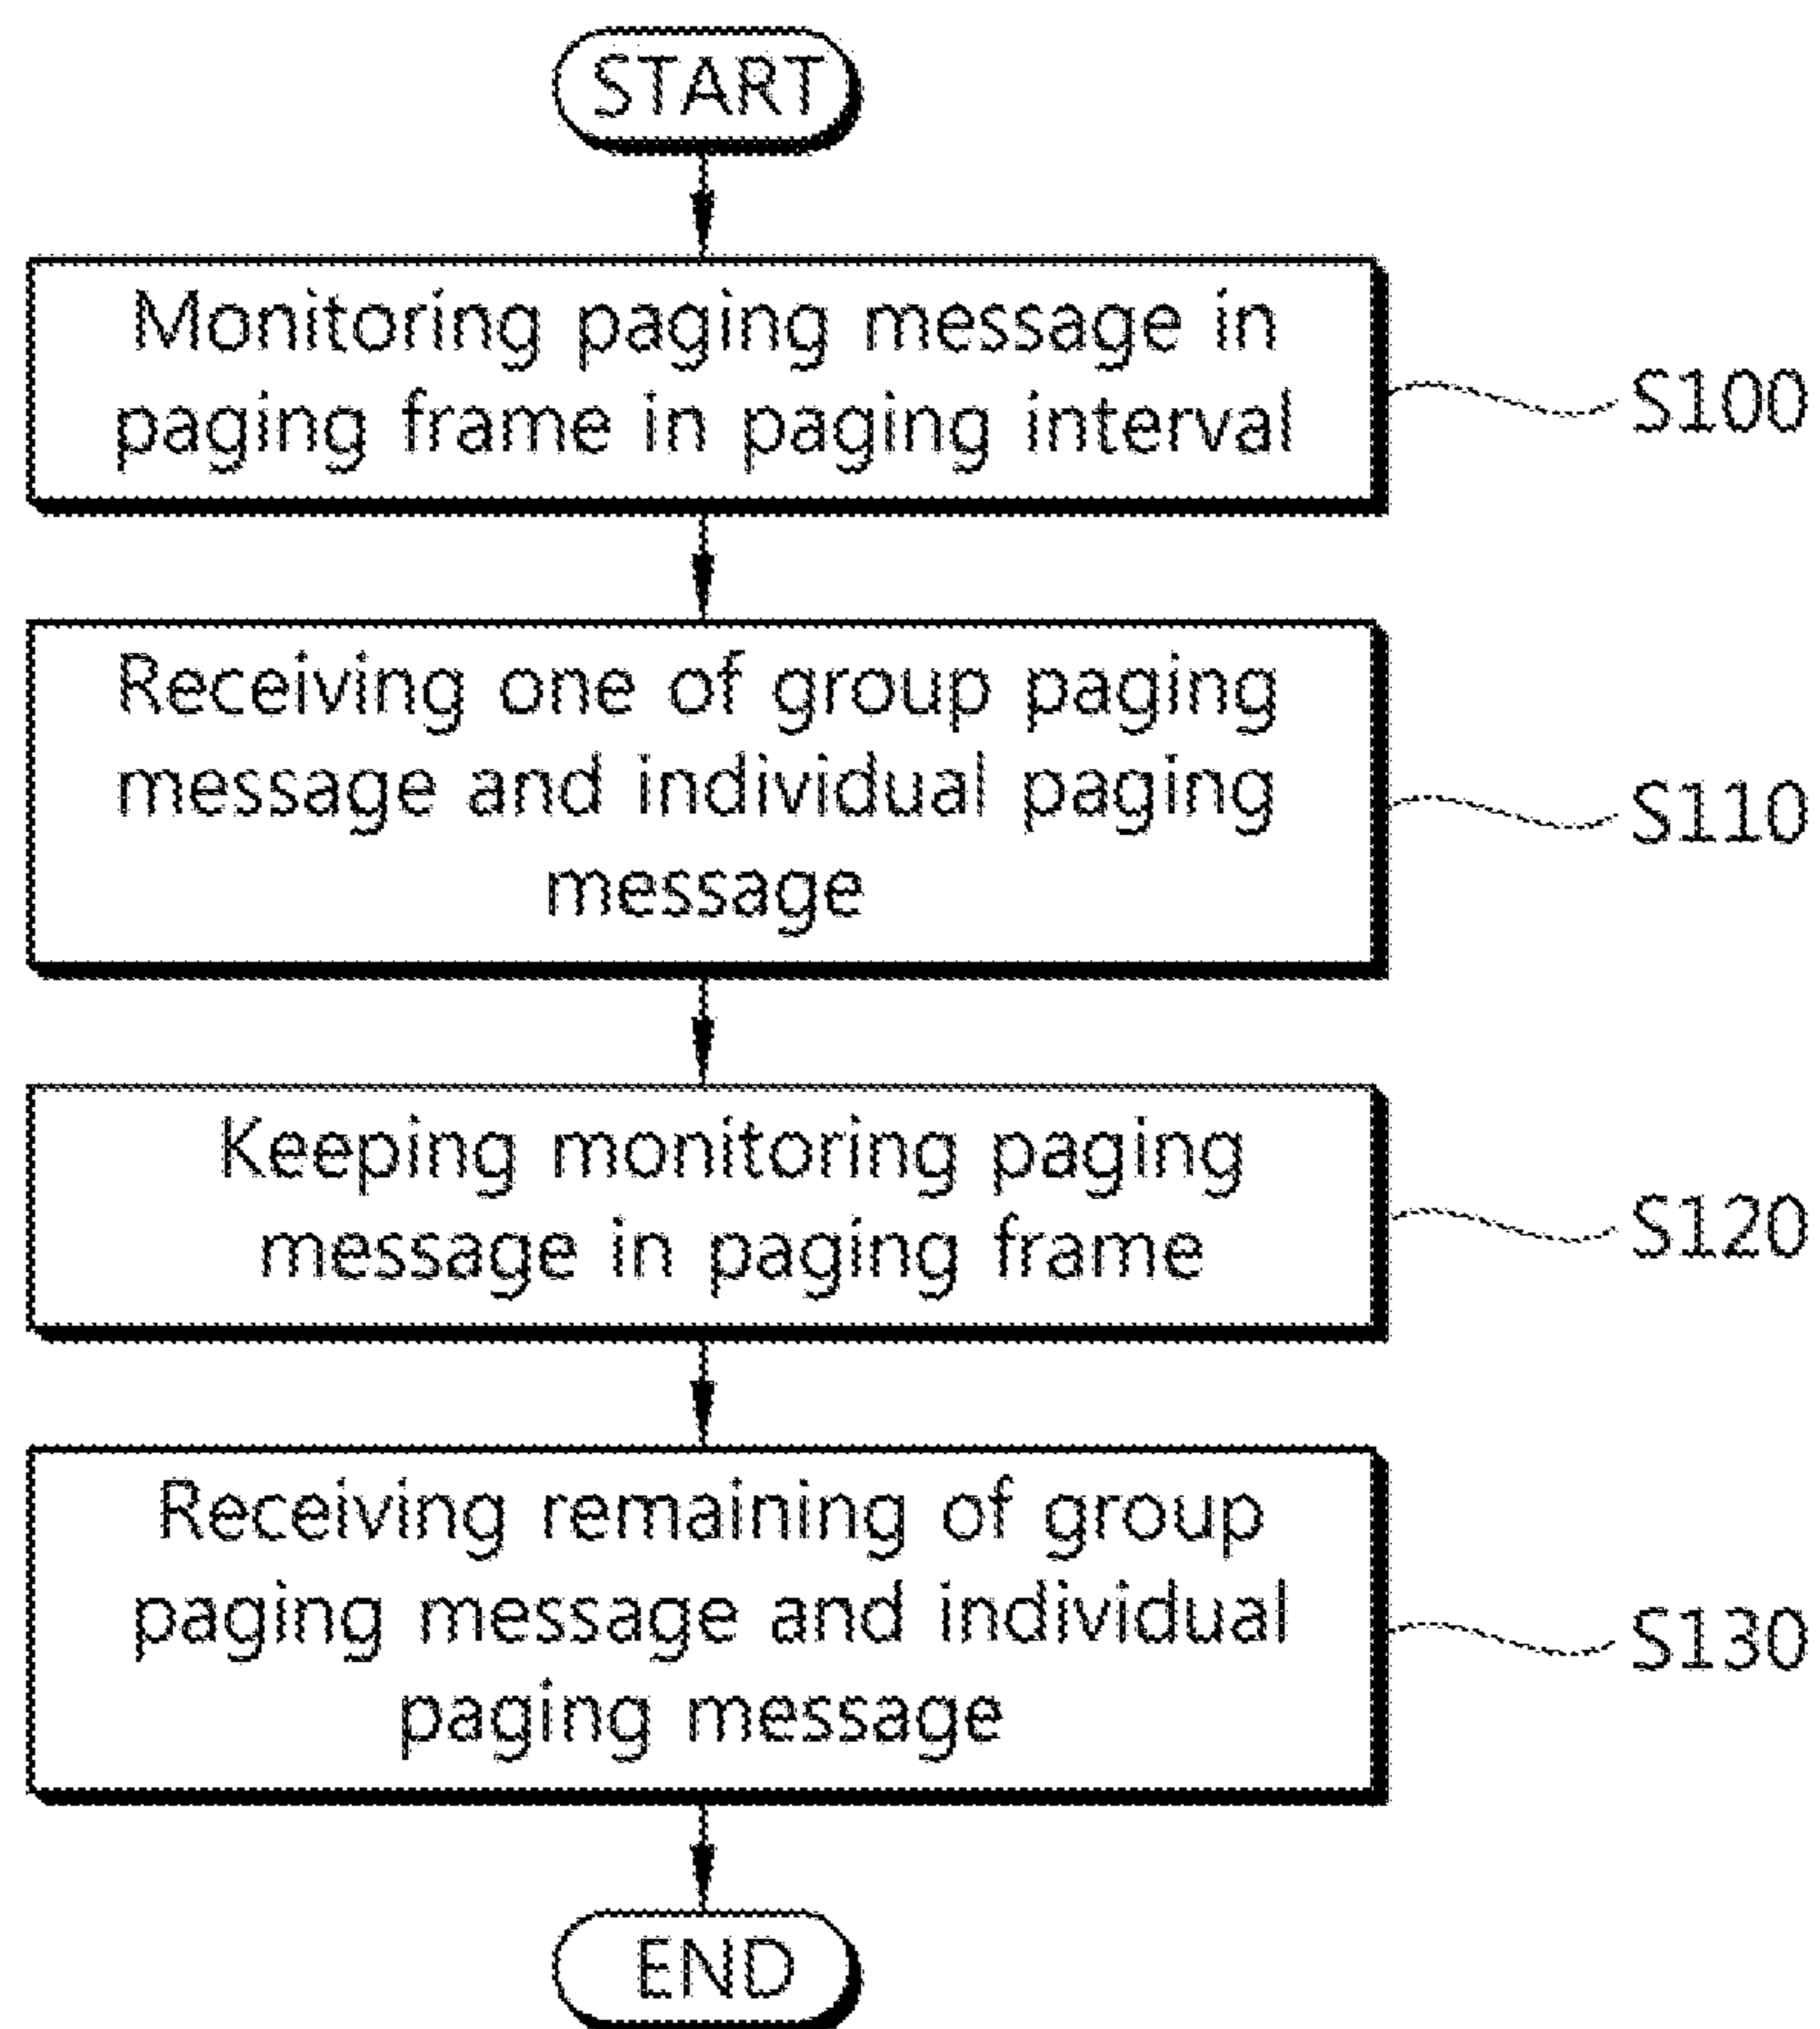 START
Monitoring paging message in
paging frame in paging interval
S100
Receiving one of group paging
message and individual paging
message
S110
Keeping monitoring paging
message in paging frame
S120
Receiving remaining of group
paging message and individual
paging message
S130
END